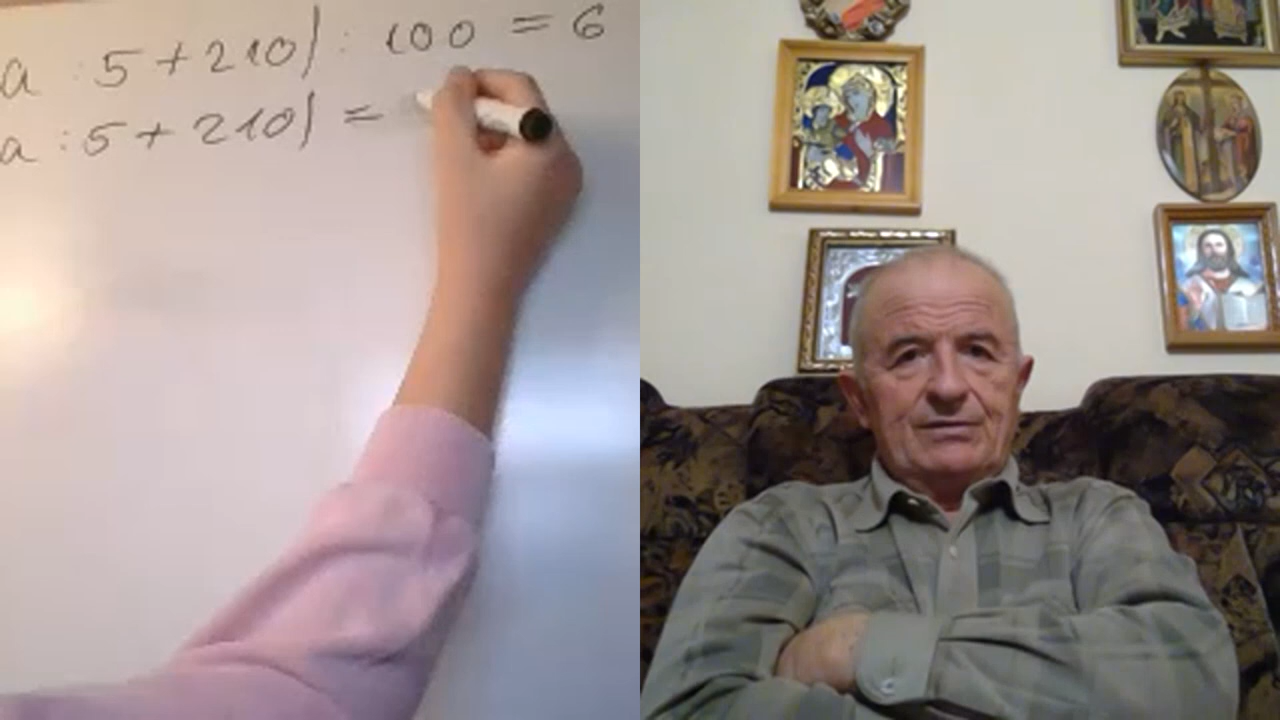 a : 5 + 210) : 100 = 6
a : 5 + 210) =